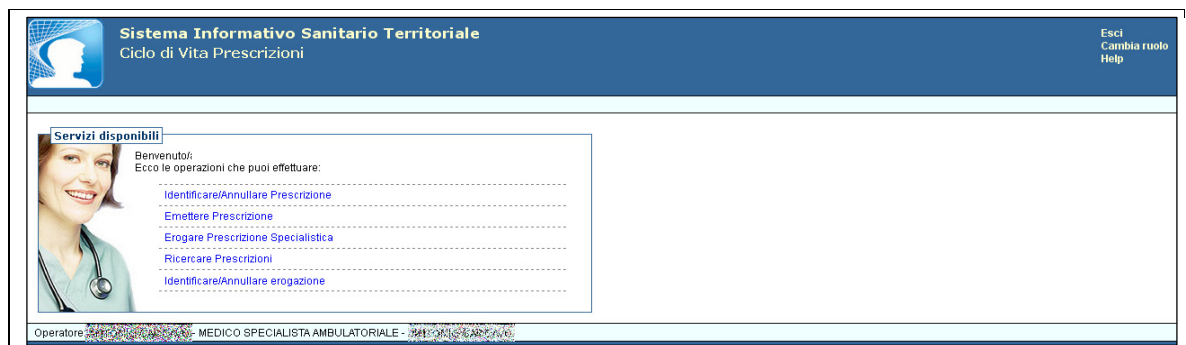 Sistema Informativo Sanitario Territoriale
Ciclo di Vita Prescrizioni
Esci
Cambia ruolo
Help
Servizi disponibili
Benvenuto/
Ecco le operazioni che puoi effettuare:
Identificare/Annullare Prescrizione
Emettere Prescrizione
Erogare Prescrizione Specialistica
Ricercare Prescrizioni
Identificare/Annullare erogazione
Operatore - MEDICO SPECIALISTA AMBULATORIALE -